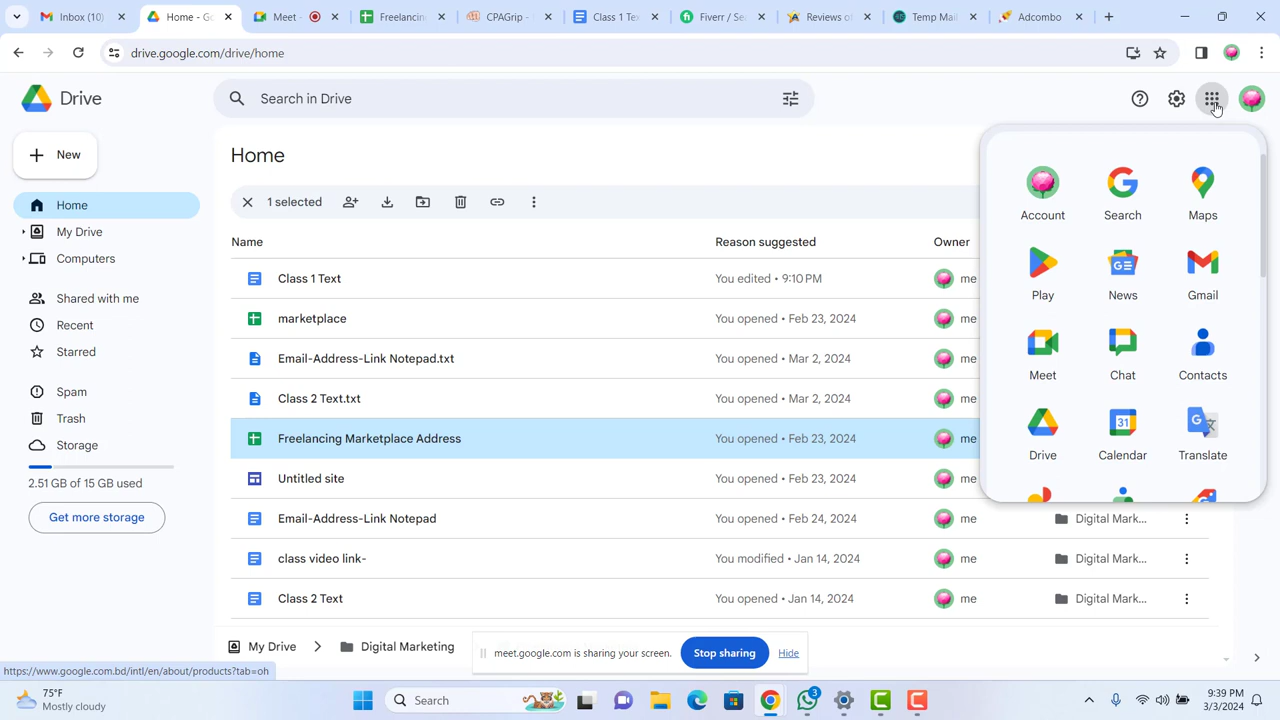 Inbox (10)
Home - Go
Meet -
Freelancin
CPAGrip -
Class 1 Tex
Fiverr / Se
Reviews o
Temp Mai
Adcombo
drive.google.com/drive/home
Drive
Search in Drive
New
Home
My Drive
Computers
Shared with me
Recent
Starred
Spam
Trash
Storage
2.51 GB of 15 GB used
Get more storage
Home
1 selected
Name Reason suggested Owner
Class 1 Text You edited • 9:10 PM me
marketplace You opened • Feb 23, 2024 me
Email-Address-Link Notepad.txt You opened • Mar 2, 2024 me
Class 2 Text.txt You opened • Mar 2, 2024 me
Freelancing Marketplace Address You opened • Feb 23, 2024 me
Untitled site You opened • Feb 23, 2024 me
Email-Address-Link Notepad You opened • Feb 24, 2024 me Digital Mark...
class video link- You modified • Jan 14, 2024 me Digital Mark...
Class 2 Text You opened • Jan 14, 2024 me Digital Mark...
My Drive > Digital Marketing
Account Search Maps
Play News Gmail
Meet Chat Contacts
31
Drive Calendar Translate
meet.google.com is sharing your screen. Stop sharing Hide
https://www.google.com.bd/intl/en/about/products?tab=oh
75°F
Mostly cloudy
Search
3
9:39 PM
3/3/2024